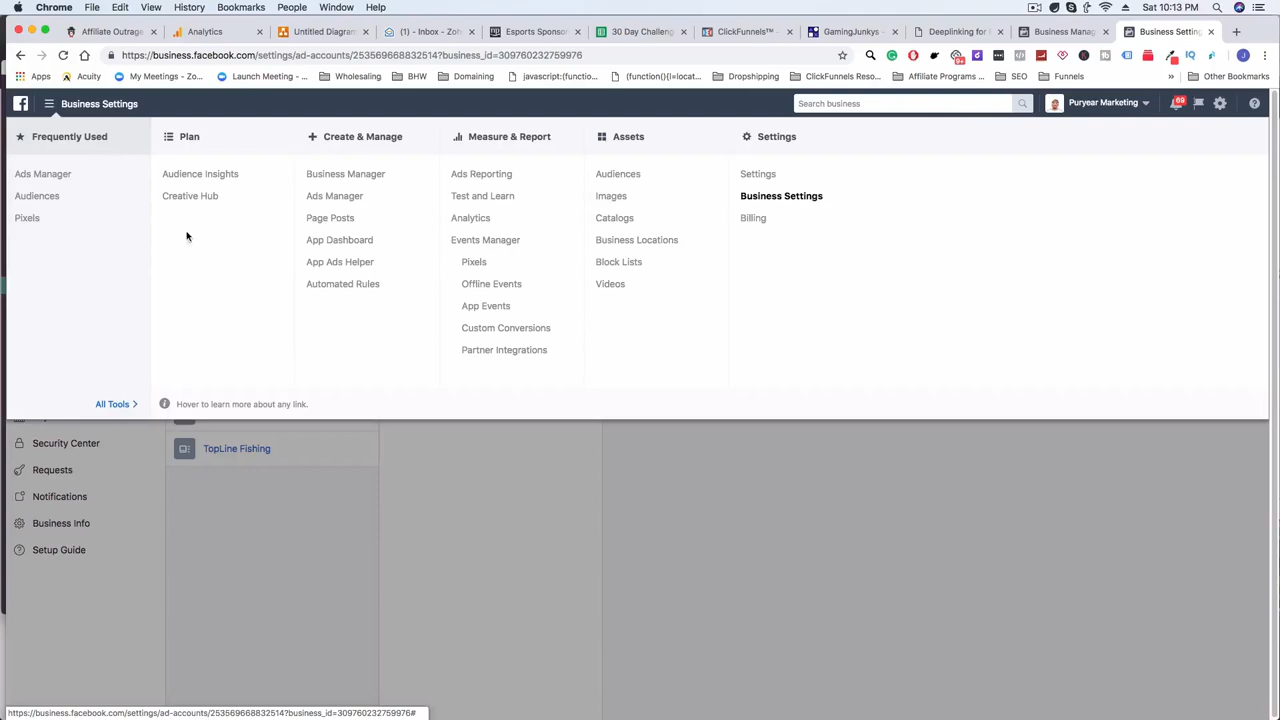 Chrome File Edit View History Bookmarks People Window Help Sat 10:13 PM
Affiliate Outrage Analytics Untitled Diagram (1) - Inbox - Zoh Esports Sponsor 30 Day Challeng ClickFunnels™ - GamingJunkys - Deeplinking for Business Manag Business Setting
https://business.facebook.com/settings/ad-accounts/253569668832514?business_id=309760232759976
Apps Acuity My Meetings - Zo... Launch Meeting -... Wholesaling BHW Domaining javascript:(functio... (function(){l=locat... Dropshipping ClickFunnels Reso... Affiliate Programs ... SEO Funnels » Other Bookmarks
Business Settings Search business Puryear Marketing 69
Frequently Used Plan Create & Manage Measure & Report Assets Settings
Ads Manager Audience Insights Business Manager Ads Reporting Audiences Settings
Audiences Creative Hub Ads Manager Test and Learn Images Business Settings
Pixels Page Posts Analytics Catalogs Billing
App Dashboard Events Manager Business Locations
App Ads Helper Pixels Block Lists
Automated Rules Offline Events Videos
App Events
Custom Conversions
Partner Integrations
All Tools > Hover to learn more about any link.
Security Center TopLine Fishing
Requests
Notifications
Business Info
Setup Guide
https://business.facebook.com/settings/ad-accounts/253569668832514?business_id=309760232759976#